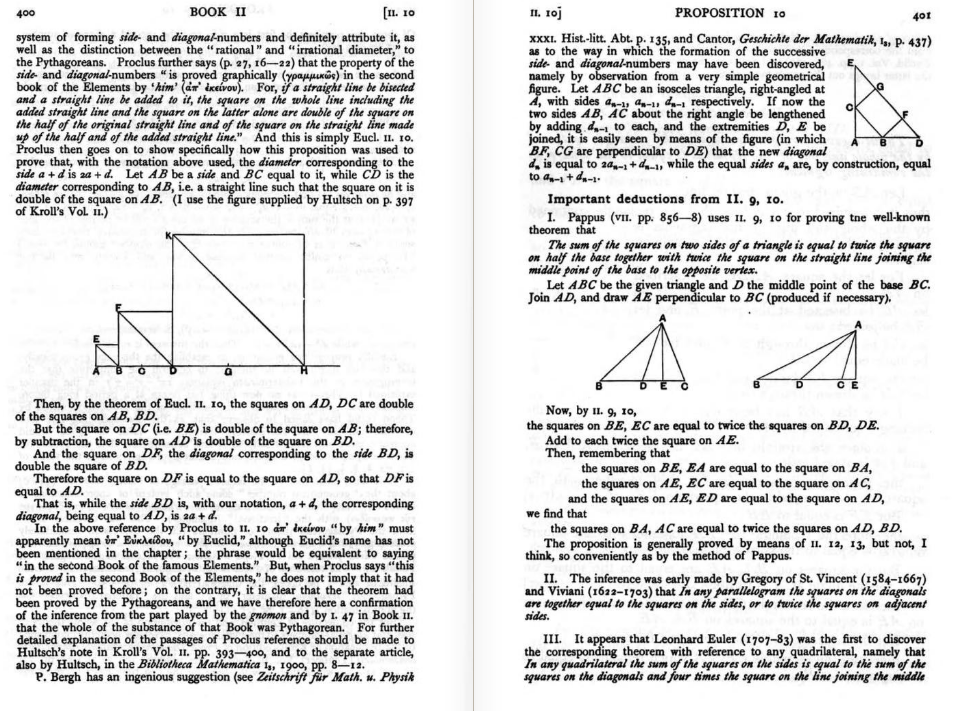 400
BOOK II
[II. 10
system of forming side- and diagonal-numbers and definitely attribute it, as
well as the distinction between the "rational" and "irrational diameter," to
the Pythagoreans. Proclus further says (p. 27, 16—22) that the property of the
side- and diagonal-numbers "is proved graphically (γραμμικῶς) in the second
book of the Elements by 'him' (ἀπ' ἐκείνου). For, if a straight line be bisected
and a straight line be added to it, the square on the whole line including the
added straight line and the square on the latter alone are double of the square on
the half of the original straight line and of the square on the straight line made
up of the half and of the added straight line." And this is simply Eucl. II. 10.
Proclus then goes on to show specifically how this proposition was used to
prove that, with the notation above used, the diameter corresponding to the
side a + d is 2a + d. Let AB be a side and BC equal to it, while CD is the
diameter corresponding to AB, i.e. a straight line such that the square on it is
double of the square on AB. (I use the figure supplied by Hultsch on p. 397
of Kroll's Vol. II.)
K
F
E
A B C D G H
Then, by the theorem of Eucl. II. 10, the squares on AD, DC are double
of the squares on AB, BD.
But the square on DC (i.e. BE) is double of the square on AB; therefore,
by subtraction, the square on AD is double of the square on BD.
And the square on DF, the diagonal corresponding to the side BD, is
double the square of BD.
Therefore the square on DF is equal to the square on AD, so that DF is
equal to AD.
That is, while the side BD is, with our notation, a + d, the corresponding
diagonal, being equal to AD, is 2a + d.
In the above reference by Proclus to II. 10 ἀπ' ἐκείνου "by him" must
apparently mean ὑπ' Εὐκλείδου, "by Euclid," although Euclid's name has not
been mentioned in the chapter; the phrase would be equivalent to saying
"in the second Book of the famous Elements." But, when Proclus says "this
is proved in the second Book of the Elements," he does not imply that it had
not been proved before; on the contrary, it is clear that the theorem had
been proved by the Pythagoreans, and we have therefore here a confirmation
of the inference from the part played by the gnomon and by I. 47 in Book II.
that the whole of the substance of that Book was Pythagorean. For further
detailed explanation of the passages of Proclus reference should be made to
Hultsch's note in Kroll's Vol. II. pp. 393—400, and to the separate article,
also by Hultsch, in the Bibliotheca Mathematica I₃, 1900, pp. 8—12.
P. Bergh has an ingenious suggestion (see Zeitschrift für Math. u. Physik
II. 10]
PROPOSITION 10
401
XXXI. Hist.-litt. Abt. p. 135, and Cantor, Geschichte der Mathematik, I₃, p. 437)
as to the way in which the formation of the successive
side- and diagonal-numbers may have been discovered,
namely by observation from a very simple geometrical
figure. Let ABC be an isosceles triangle, right-angled at
A, with sides aₙ₋₁, aₙ₋₁, dₙ₋₁ respectively. If now the
two sides AB, AC about the right angle be lengthened
by adding dₙ₋₁ to each, and the extremities D, E be
joined, it is easily seen by means of the figure (in which
BF, CG are perpendicular to DE) that the new diagonal
dₙ is equal to 2aₙ₋₁ + dₙ₋₁, while the equal sides aₙ are, by construction, equal
to aₙ₋₁ + dₙ₋₁.
E
G
C
F
A B D
Important deductions from II. 9, 10.
I. Pappus (VII. pp. 856—8) uses II. 9, 10 for proving tne well-known
theorem that
The sum of the squares on two sides of a triangle is equal to twice the square
on half the base together with twice the square on the straight line joining the
middle point of the base to the opposite vertex.
Let ABC be the given triangle and D the middle point of the base BC.
Join AD, and draw AE perpendicular to BC (produced if necessary).
A
B D E C
A
B D C E
Now, by II. 9, 10,
the squares on BE, EC are equal to twice the squares on BD, DE.
Add to each twice the square on AE.
Then, remembering that
the squares on BE, EA are equal to the square on BA,
the squares on AE, EC are equal to the square on AC,
and the squares on AE, ED are equal to the square on AD,
we find that
the squares on BA, AC are equal to twice the squares on AD, BD.
The proposition is generally proved by means of II. 12, 13, but not, I
think, so conveniently as by the method of Pappus.
II. The inference was early made by Gregory of St. Vincent (1584–1667)
and Viviani (1622–1703) that In any parallelogram the squares on the diagonals
are together equal to the squares on the sides, or to twice the squares on adjacent
sides.
III. It appears that Leonhard Euler (1707–83) was the first to discover
the corresponding theorem with reference to any quadrilateral, namely that
In any quadrilateral the sum of the squares on the sides is equal to the sum of the
squares on the diagonals and four times the square on the line joining the middle